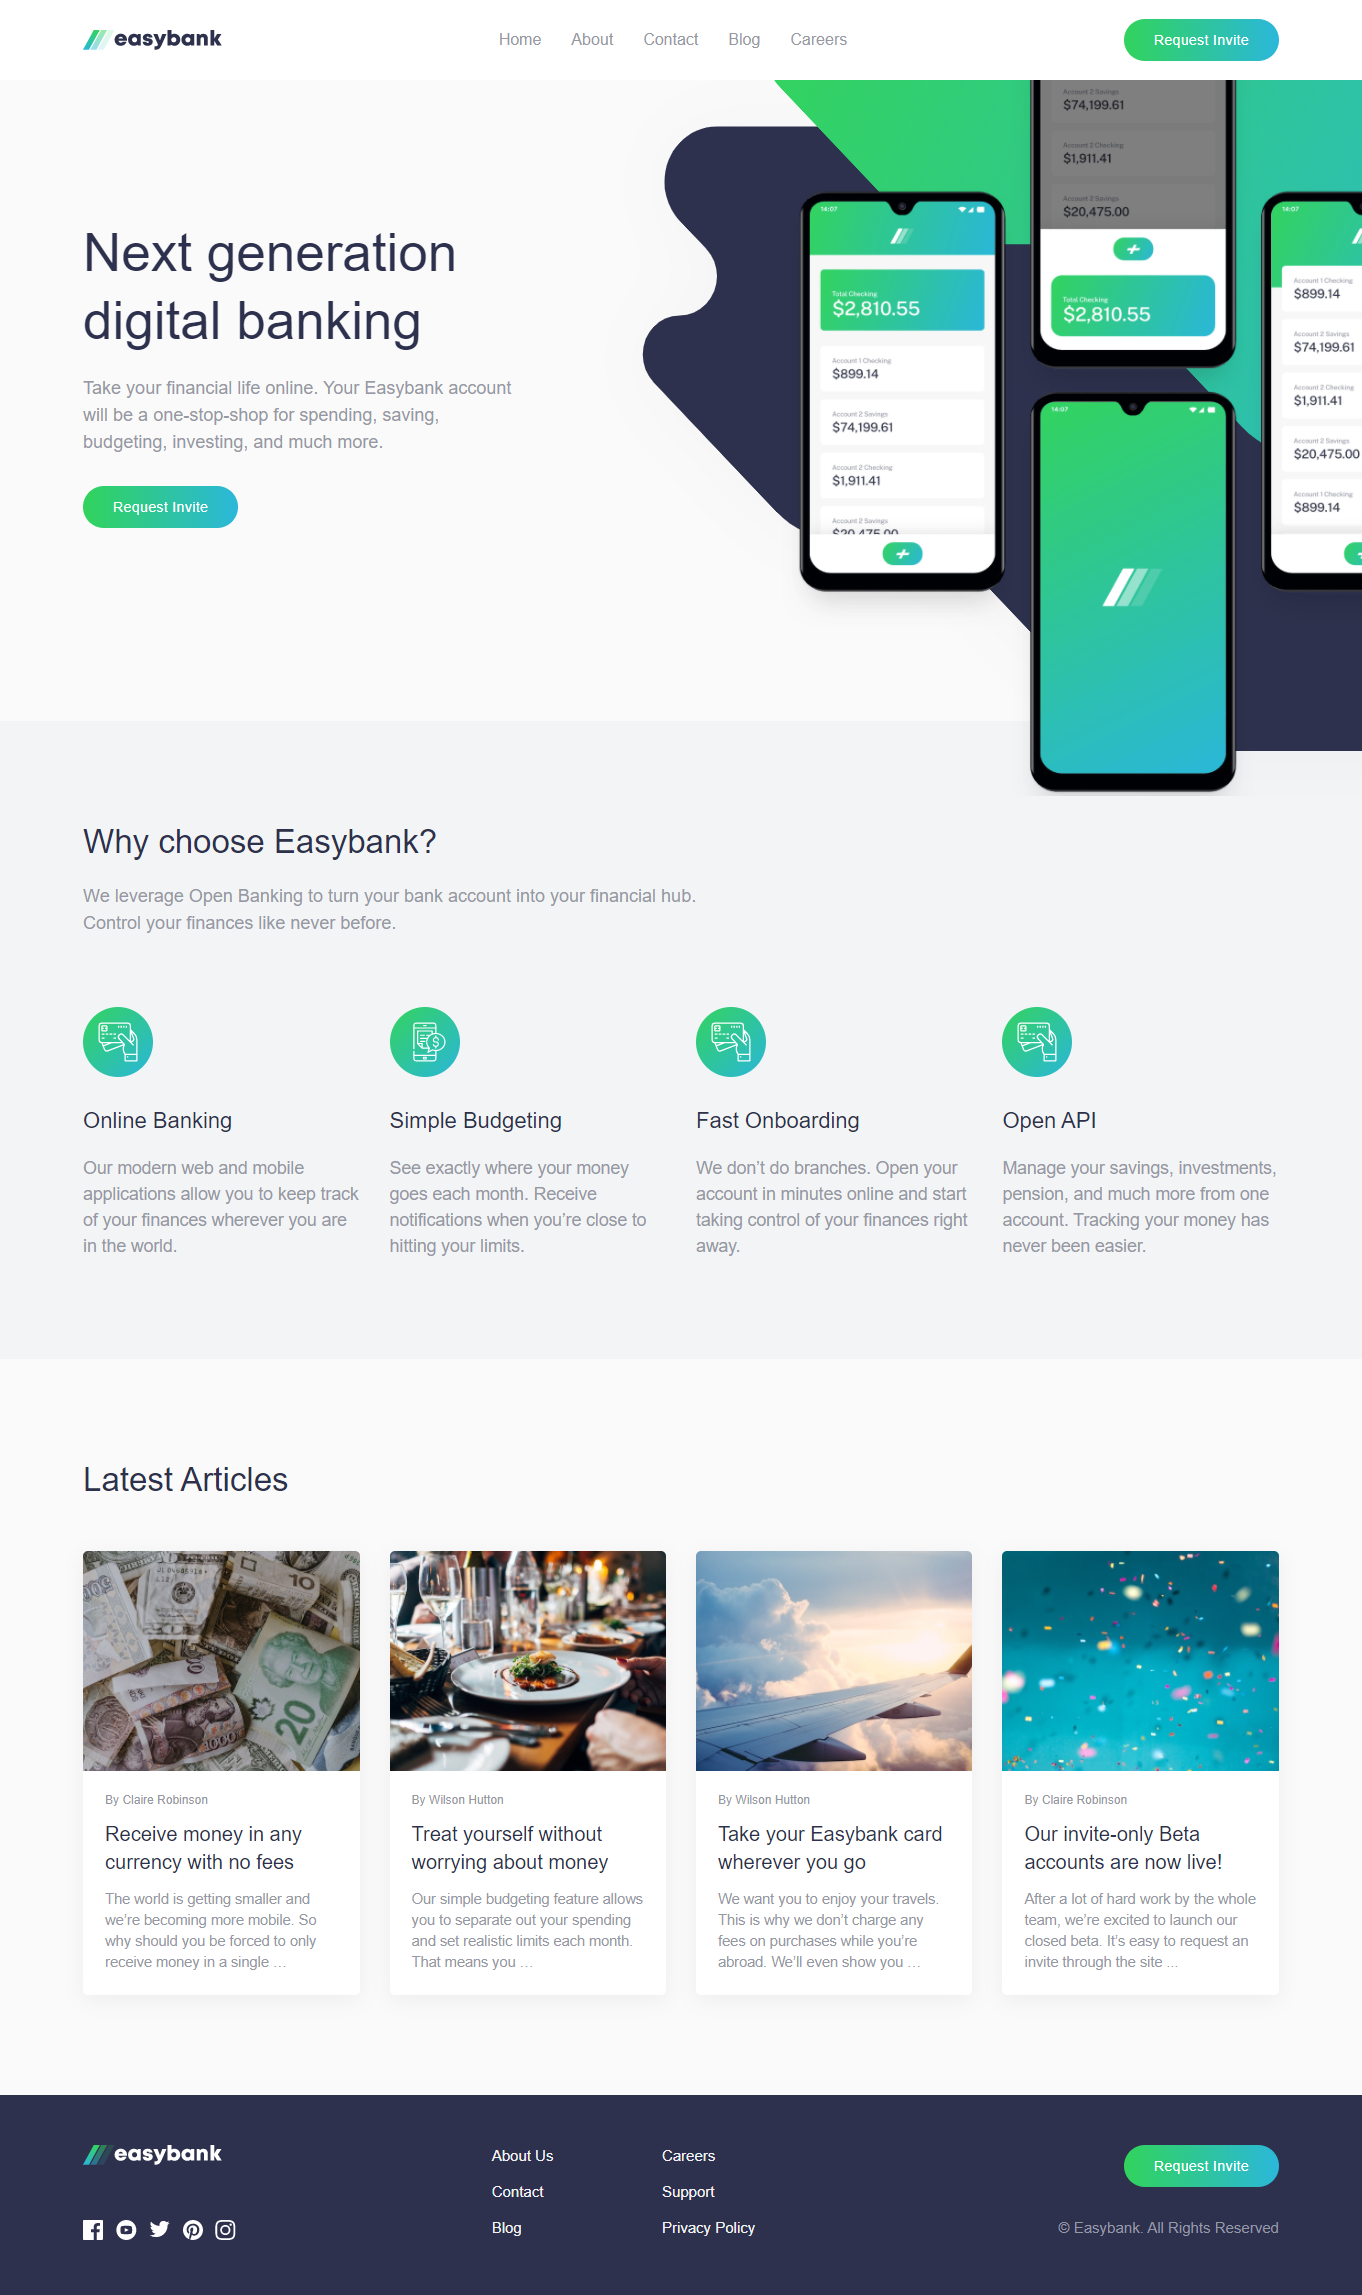 easybank
Home About Contact Blog Careers
Request Invite
Next generation
digital banking
Take your financial life online. Your Easybank account
will be a one-stop-shop for spending, saving,
budgeting, investing, and much more.
Request Invite
14:07
Total Checking
$2,810.55
Account 1 Checking
$899.14
Account 2 Savings
$74,199.61
Account 2 Checking
$1,911.41
Account 2 Savings
$20,475.00
Account 2 Savings
$74,199.61
Account 2 Checking
$1,911.41
Account 2 Savings
$20,475.00
Total Checking
$2,810.55
14:07
14:07
Account 1 Checking
$899.14
Account 2 Savings
$74,199.61
Account 2 Checking
$1,911.41
Account 2 Savings
$20,475.00
Account 1 Checking
$899.14
Why choose Easybank?
We leverage Open Banking to turn your bank account into your financial hub.
Control your finances like never before.
Online Banking
Our modern web and mobile
applications allow you to keep track
of your finances wherever you are
in the world.
Simple Budgeting
See exactly where your money
goes each month. Receive
notifications when you’re close to
hitting your limits.
Fast Onboarding
We don’t do branches. Open your
account in minutes online and start
taking control of your finances right
away.
Open API
Manage your savings, investments,
pension, and much more from one
account. Tracking your money has
never been easier.
Latest Articles
10
20
1000
By Claire Robinson
Receive money in any
currency with no fees
The world is getting smaller and
we’re becoming more mobile. So
why should you be forced to only
receive money in a single …
By Wilson Hutton
Treat yourself without
worrying about money
Our simple budgeting feature allows
you to separate out your spending
and set realistic limits each month.
That means you …
By Wilson Hutton
Take your Easybank card
wherever you go
We want you to enjoy your travels.
This is why we don’t charge any
fees on purchases while you’re
abroad. We’ll even show you …
By Claire Robinson
Our invite-only Beta
accounts are now live!
After a lot of hard work by the whole
team, we’re excited to launch our
closed beta. It’s easy to request an
invite through the site ...
easybank
About Us
Contact
Blog
Careers
Support
Privacy Policy
Request Invite
© Easybank. All Rights Reserved